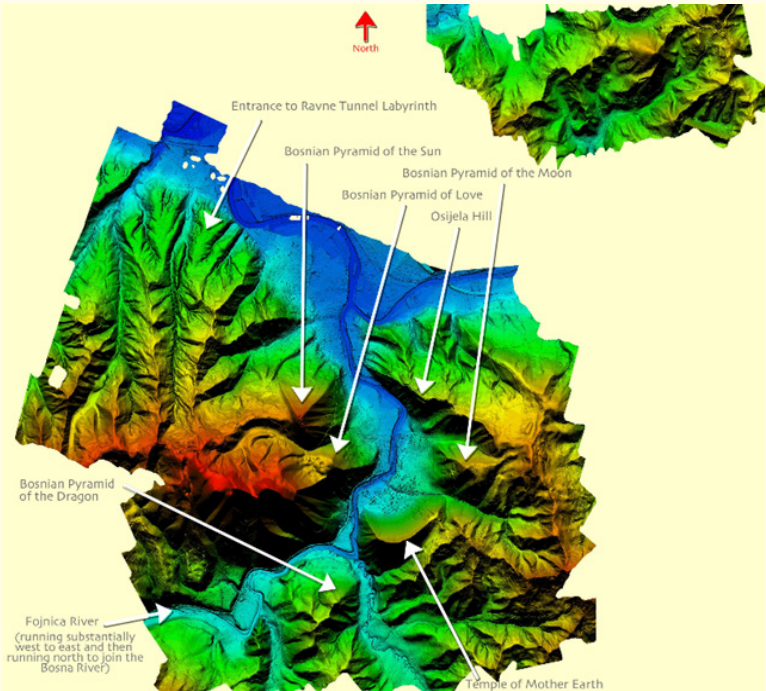 North
Entrance to Ravne Tunnel Labyrinth
Bosnian Pyramid of the Sun
Bosnian Pyramid of the Moon
Bosnian Pyramid of Love
Osijela Hill
Bosnian Pyramid
of the Dragon
Fojnica River
(running substantially
west to east and then
running north to join the
Bosna River)
Temple of Mother Earth